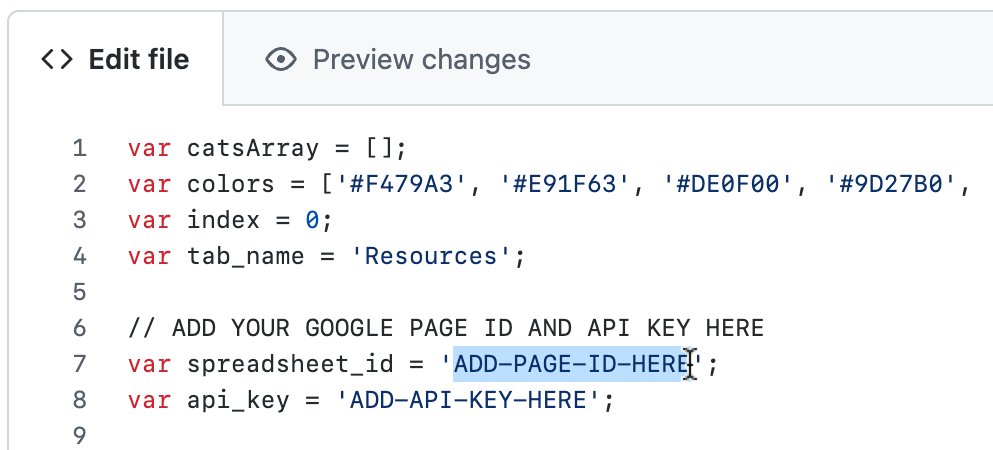 <> Edit file Preview changes
1 var catsArray = [];
2 var colors = ['#F479A3', '#E91F63', '#DE0F00', '#9D27B0',
3 var index = 0;
4 var tab_name = 'Resources';
5
6 // ADD YOUR GOOGLE PAGE ID AND API KEY HERE
7 var spreadsheet_id = 'ADD-PAGE-ID-HERE';
8 var api_key = 'ADD-API-KEY-HERE';
9